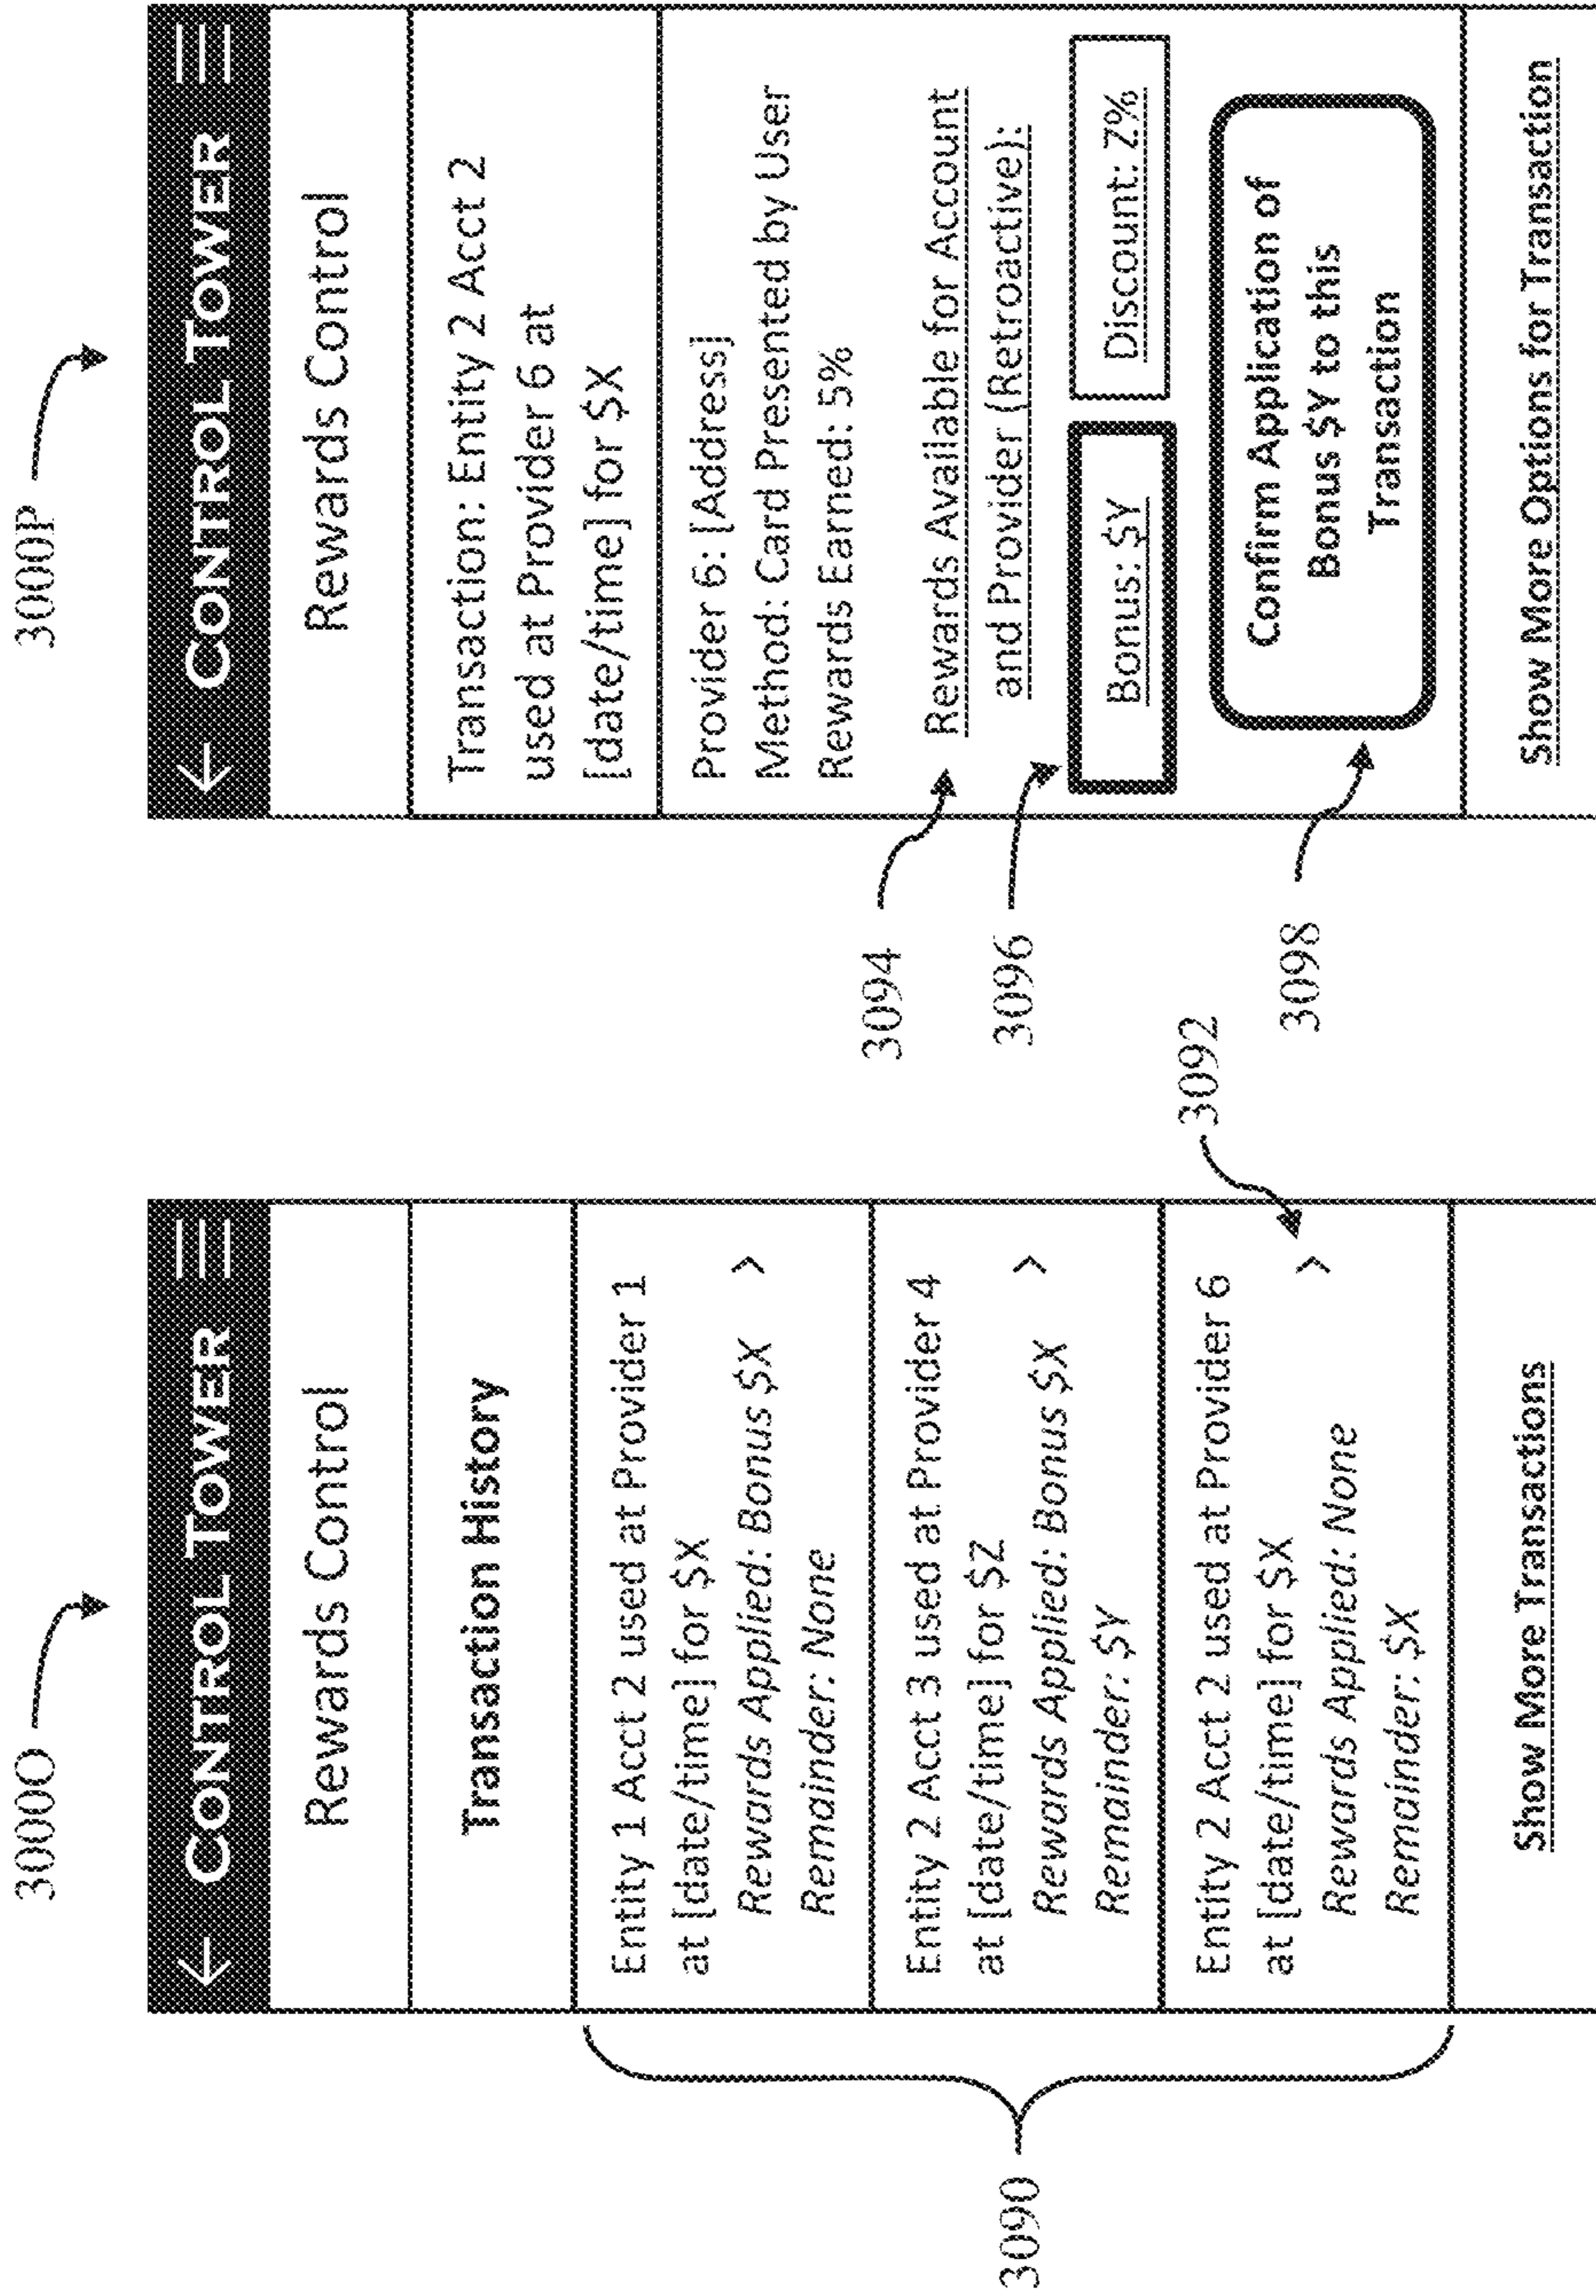 3000O
← CONTROL TOWER
Rewards Control
Transaction History
Entity 1 Acct 2 used at Provider 1
at [date/time] for $X
Rewards Applied: Bonus $X >
Remainder: None
Entity 2 Acct 3 used at Provider 4
at [date/time] for $Z
Rewards Applied: Bonus $X >
Remainder: $Y
Entity 2 Acct 2 used at Provider 6
at [date/time] for $X
Rewards Applied: None >
Remainder: $X
Show More Transactions
3090
3092
3000P
← CONTROL TOWER
Rewards Control
Transaction: Entity 2 Acct 2
used at Provider 6 at
[date/time] for $X
Provider 6: [Address]
Method: Card Presented by User
Rewards Earned: 5%
Rewards Available for Account
and Provider (Retroactive):
Bonus: $Y
Discount: Z%
Confirm Application of
Bonus $Y to this
Transaction
Show More Options for Transaction
3094
3096
3098